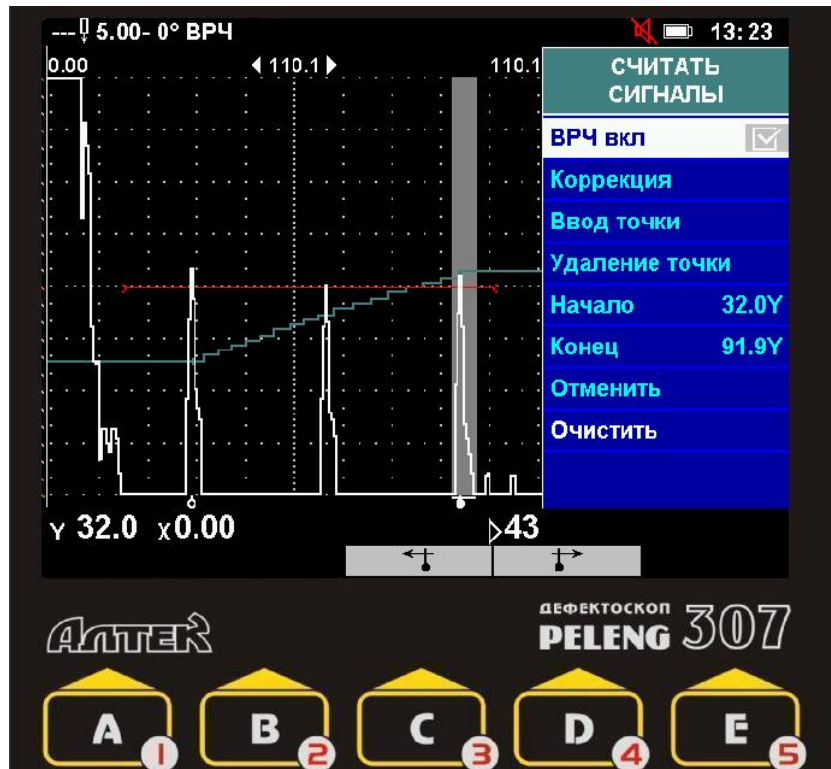 --- 5.00- 0° ВРЧ 13:23
0.00 110.1 110.1
СЧИТАТЬ
СИГНАЛЫ
ВРЧ вкл
Коррекция
Ввод точки
Удаление точки
Начало 32.0Y
Конец 91.9Y
Отменить
Очистить
Y 32.0 X0.00 43
Алтек
ДЕФЕКТОСКОП
PELENG 307
A 1
B 2
C 3
D 4
E 5